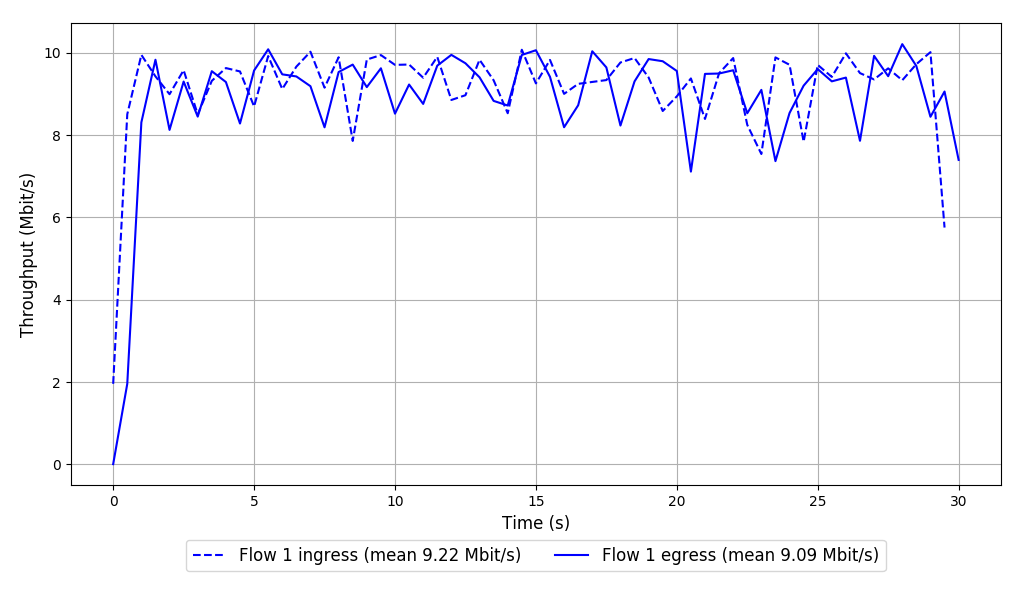 Throughput (Mbit/s)
10
8
6
4
2
0
0 5 10 15 20 25 30
Time (s)
Flow 1 ingress (mean 9.22 Mbit/s) Flow 1 egress (mean 9.09 Mbit/s)